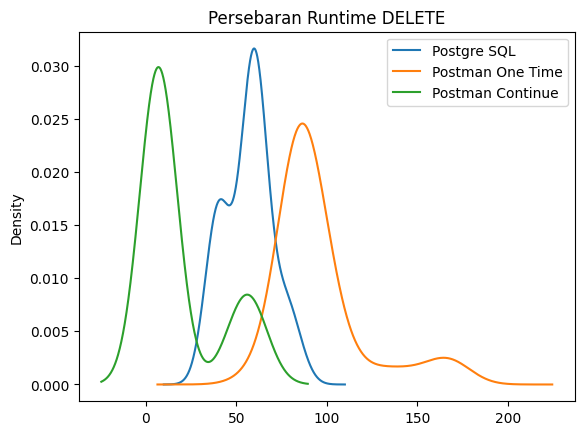 Persebaran Runtime DELETE
Postgre SQL
Postman One Time
Postman Continue
Density
0.030
0.025
0.020
0.015
0.010
0.005
0.000
0 50 100 150 200